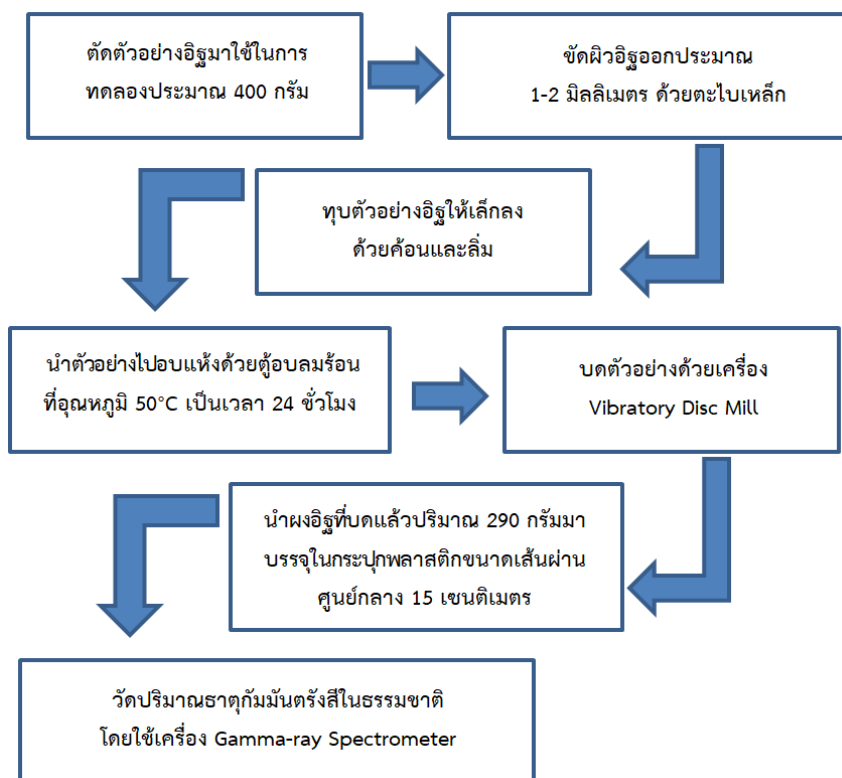 ตัดตัวอย่างอิฐมาใช้ในการ
ทดลองประมาณ 400 กรัม
ขัดผิวอิฐออกประมาณ
1-2 มิลลิเมตร ด้วยตะไบเหล็ก
ทุบตัวอย่างอิฐให้เล็กลง
ด้วยค้อนและลิ่ม
นำตัวอย่างไปอบแห้งด้วยตู้อบลมร้อน
ที่อุณหภูมิ 50°C เป็นเวลา 24 ชั่วโมง
บดตัวอย่างด้วยเครื่อง
Vibratory Disc Mill
นำผงอิฐที่บดแล้วปริมาณ 290 กรัมมา
บรรจุในกระปุกพลาสติกขนาดเส้นผ่าน
ศูนย์กลาง 15 เซนติเมตร
วัดปริมาณธาตุกัมมันตรังสีในธรรมชาติ
โดยใช้เครื่อง Gamma-ray Spectrometer